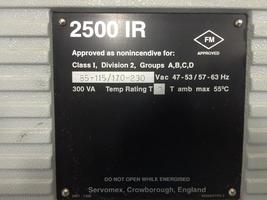 2500 IR
FM
APPROVED
Approved as nonincendive for:
Class I, Division 2, Groups A,B,C,D
85-115/170-230 Vac 47-53/57-63 Hz
300 VA Temp Rating T T amb max 55°C
DO NOT OPEN WHILE ENERGISED
Servomex, Crowborough, England